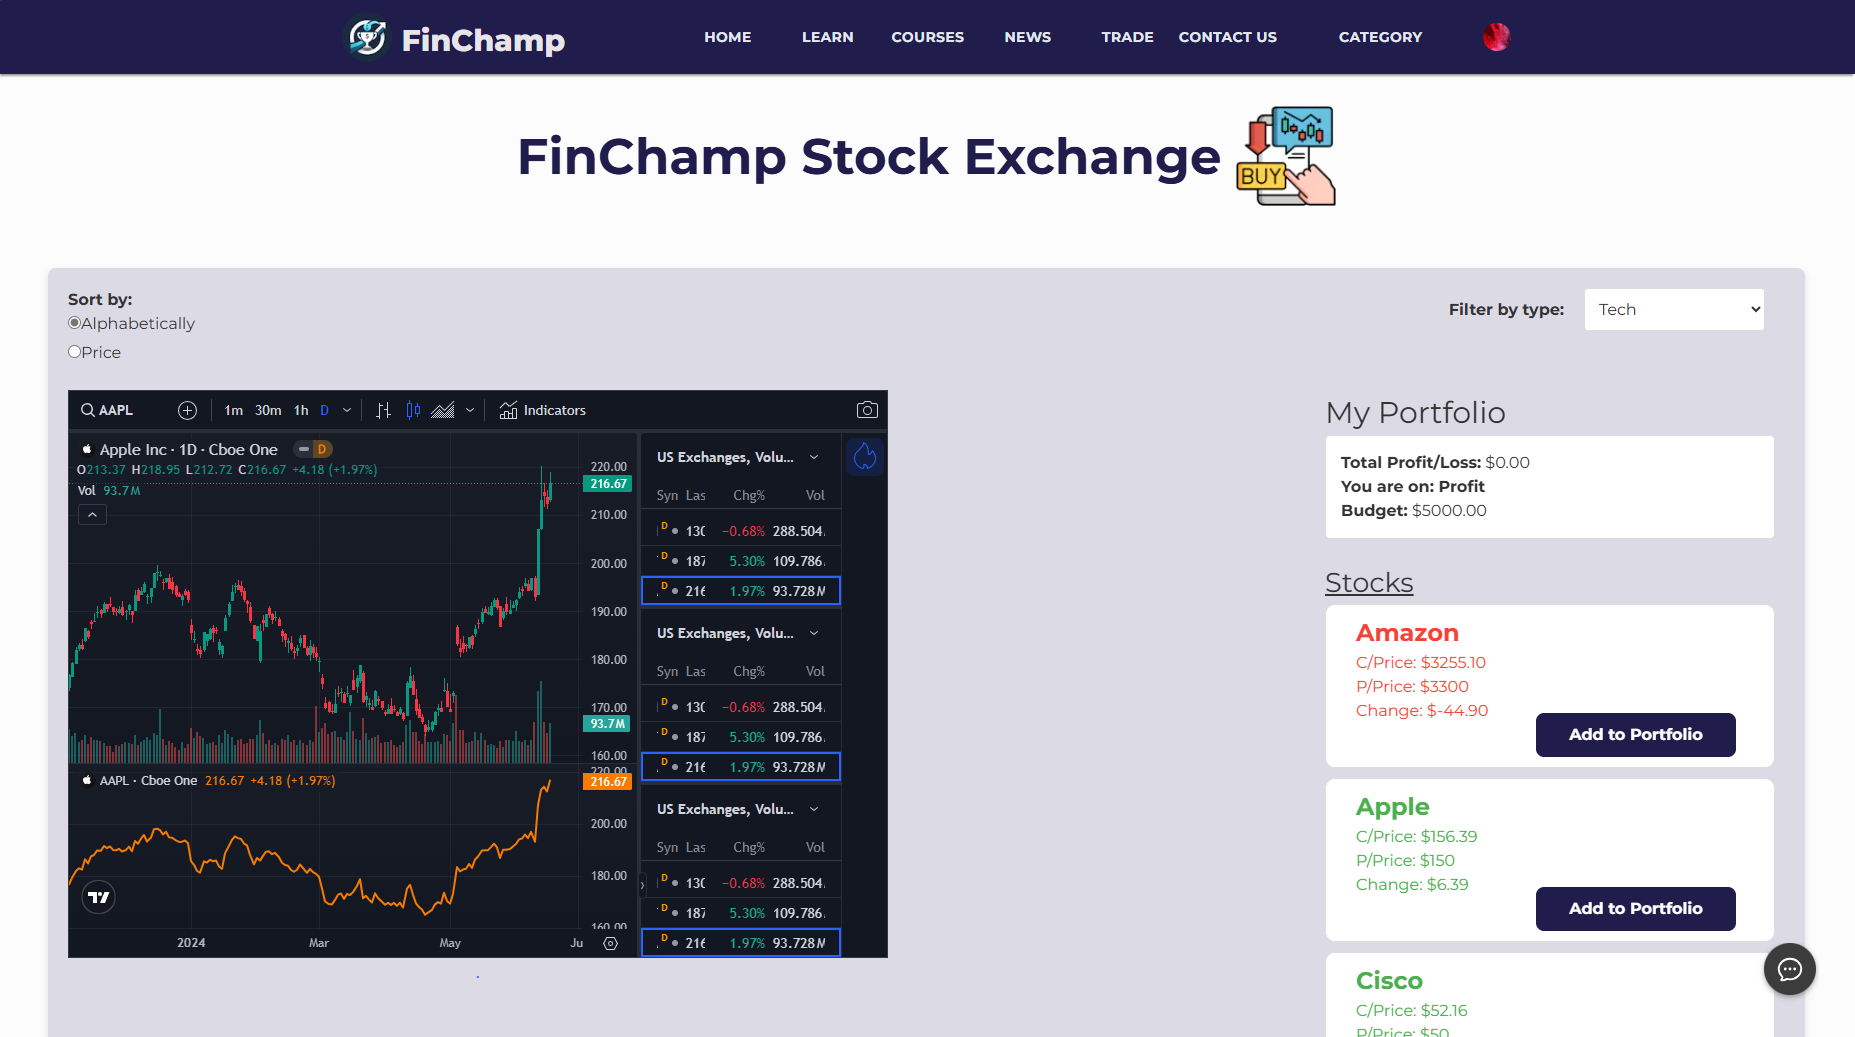 FinChamp
HOME LEARN COURSES NEWS TRADE CONTACT US CATEGORY
FinChamp Stock Exchange
BUY
Sort by:
Alphabetically
Price
Filter by type: Tech
AAPL 1m 30m 1h D Indicators
Apple Inc · 1D · Cboe One D
O213.37 H218.95 L212.72 C216.67 +4.18 (+1.97%)
Vol 93.7M
220.00
216.67
210.00
200.00
190.00
180.00
170.00
93.7M
160.00
AAPL · Cboe One 216.67 +4.18 (+1.97%)
220.00
216.67
200.00
180.00
160.00
2024 Mar May Ju
US Exchanges, Volu...
Syn Las Chg% Vol
D 130 −0.68% 288.504
D 187 5.30% 109.786
D 216 1.97% 93.728M
US Exchanges, Volu...
Syn Las Chg% Vol
D 130 −0.68% 288.504
D 187 5.30% 109.786
D 216 1.97% 93.728M
US Exchanges, Volu...
Syn Las Chg% Vol
D 130 −0.68% 288.504
D 187 5.30% 109.786
D 216 1.97% 93.728M
My Portfolio
Total Profit/Loss: $0.00
You are on: Profit
Budget: $5000.00
Stocks
Amazon
C/Price: $3255.10
P/Price: $3300
Change: $-44.90
Add to Portfolio
Apple
C/Price: $156.39
P/Price: $150
Change: $6.39
Add to Portfolio
Cisco
C/Price: $52.16
P/Price: $50